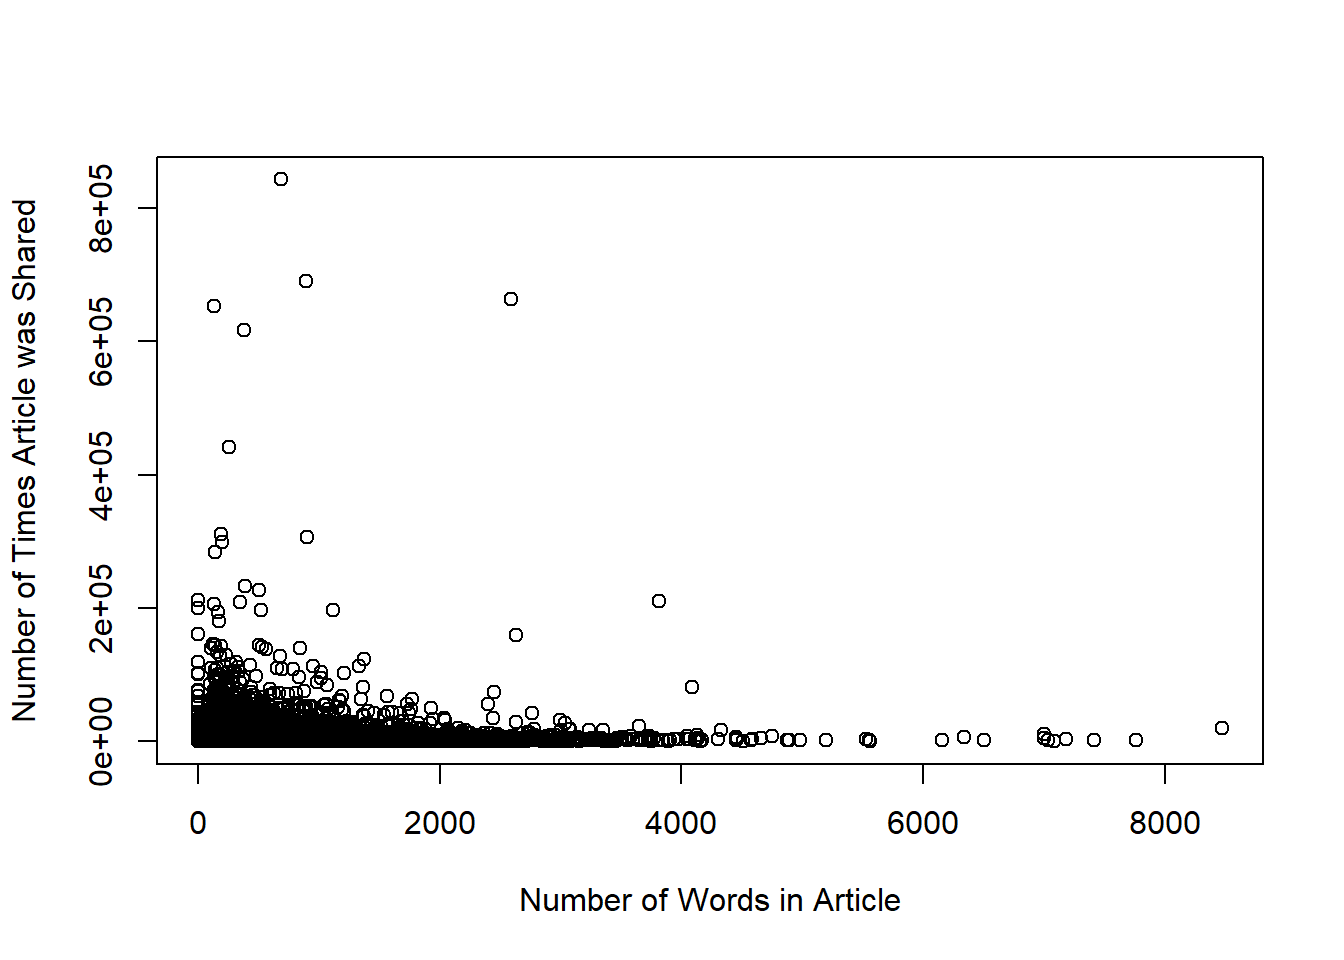 8e+05
6e+05
4e+05
2e+05
0e+00
Number of Times Article was Shared
0 2000 4000 6000 8000
Number of Words in Article